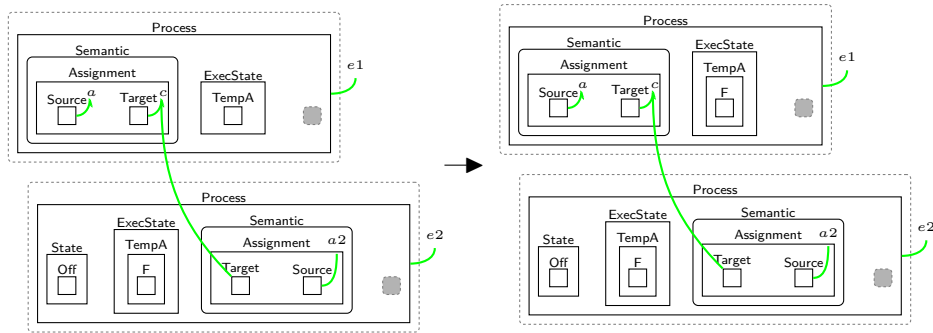 Process
Semantic
Assignment
Source a
Target c
ExecState
TempA
e1
Process
State
Off
ExecState
TempA
F
Semantic
Assignment
a2
Target
Source
e2
Process
Semantic
Assignment
Source a
Target c
ExecState
TempA
F
e1
Process
State
Off
ExecState
TempA
F
Semantic
Assignment
a2
Target
Source
e2